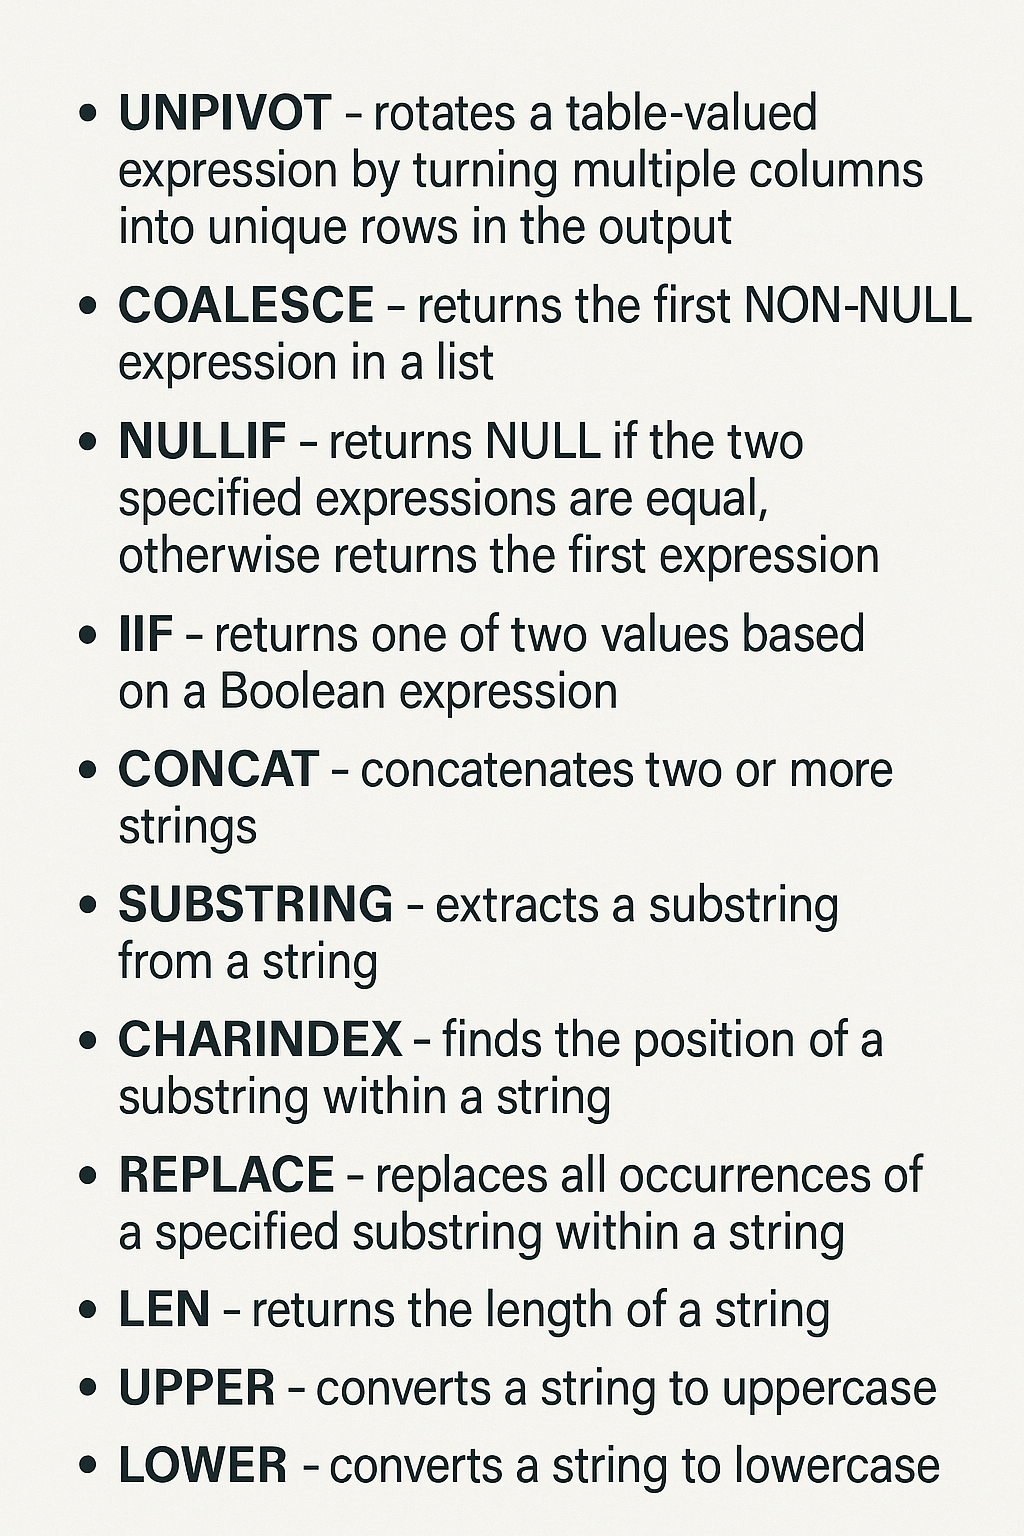 • UNPIVOT – rotates a table-valued
expression by turning multiple columns
into unique rows in the output
• COALESCE – returns the first NON-NULL
expression in a list
• NULLIF – returns NULL if the two
specified expressions are equal,
otherwise returns the first expression
• IIF – returns one of two values based
on a Boolean expression
• CONCAT – concatenates two or more
strings
• SUBSTRING – extracts a substring
from a string
• CHARINDEX – finds the position of a
substring within a string
• REPLACE – replaces all occurrences of
a specified substring within a string
• LEN – returns the length of a string
• UPPER – converts a string to uppercase
• LOWER – converts a string to lowercase